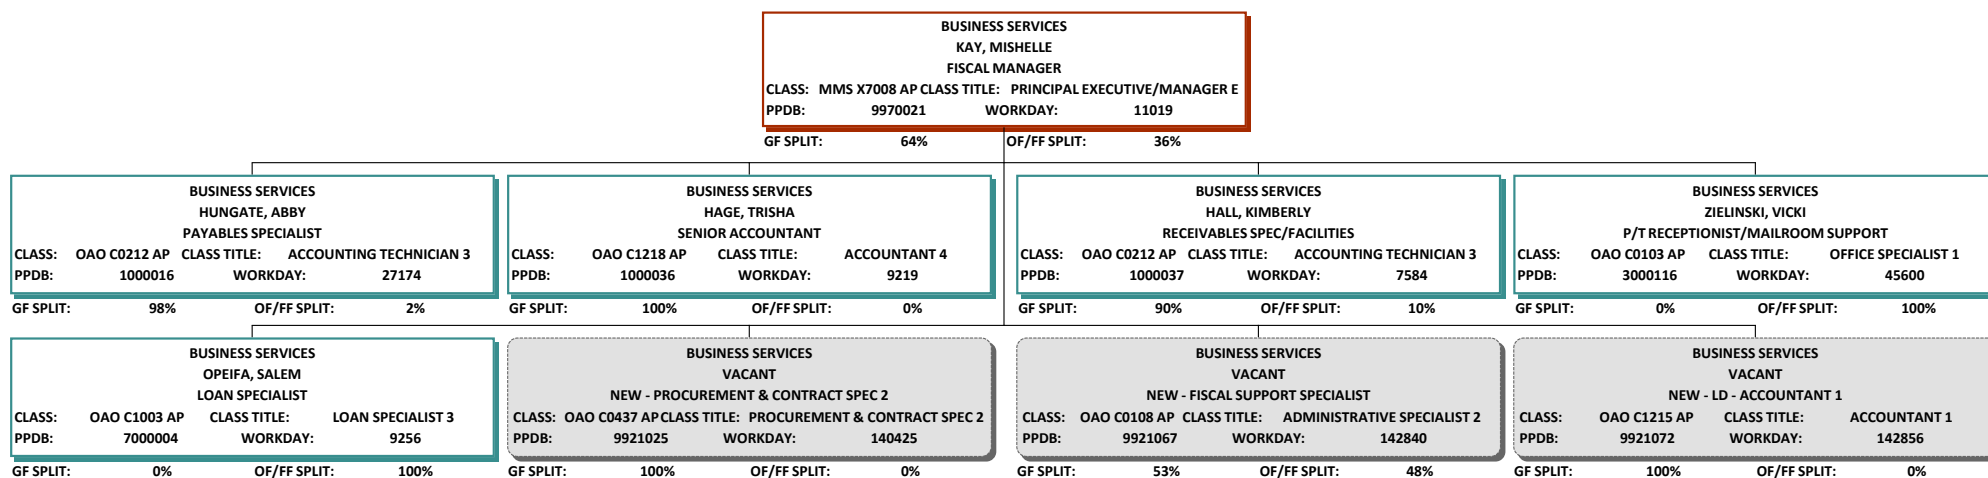 BUSINESS SERVICES
KAY, MISHELLE
FISCAL MANAGER
CLASS: MMS X7008 AP CLASS TITLE: PRINCIPAL EXECUTIVE/MANAGER E
PPDB: 9970021 WORKDAY: 11019
GF SPLIT: 64% OF/FF SPLIT: 36%
BUSINESS SERVICES
HUNGATE, ABBY
PAYABLES SPECIALIST
CLASS: OAO C0212 AP CLASS TITLE: ACCOUNTING TECHNICIAN 3
PPDB: 1000016 WORKDAY: 27174
GF SPLIT: 98% OF/FF SPLIT: 2%
BUSINESS SERVICES
HAGE, TRISHA
SENIOR ACCOUNTANT
CLASS: OAO C1218 AP CLASS TITLE: ACCOUNTANT 4
PPDB: 1000036 WORKDAY: 9219
GF SPLIT: 100% OF/FF SPLIT: 0%
BUSINESS SERVICES
HALL, KIMBERLY
RECEIVABLES SPEC/FACILITIES
CLASS: OAO C0212 AP CLASS TITLE: ACCOUNTING TECHNICIAN 3
PPDB: 1000037 WORKDAY: 7584
GF SPLIT: 90% OF/FF SPLIT: 10%
BUSINESS SERVICES
ZIELINSKI, VICKI
P/T RECEPTIONIST/MAILROOM SUPPORT
CLASS: OAO C0103 AP CLASS TITLE: OFFICE SPECIALIST 1
PPDB: 3000116 WORKDAY: 45600
GF SPLIT: 0% OF/FF SPLIT: 100%
BUSINESS SERVICES
OPEIFA, SALEM
LOAN SPECIALIST
CLASS: OAO C1003 AP CLASS TITLE: LOAN SPECIALIST 3
PPDB: 7000004 WORKDAY: 9256
GF SPLIT: 0% OF/FF SPLIT: 100%
BUSINESS SERVICES
VACANT
NEW - PROCUREMENT & CONTRACT SPEC 2
CLASS: OAO C0437 AP CLASS TITLE: PROCUREMENT & CONTRACT SPEC 2
PPDB: 9921025 WORKDAY: 140425
GF SPLIT: 100% OF/FF SPLIT: 0%
BUSINESS SERVICES
VACANT
NEW - FISCAL SUPPORT SPECIALIST
CLASS: OAO C0108 AP CLASS TITLE: ADMINISTRATIVE SPECIALIST 2
PPDB: 9921067 WORKDAY: 142840
GF SPLIT: 53% OF/FF SPLIT: 48%
BUSINESS SERVICES
VACANT
NEW - LD - ACCOUNTANT 1
CLASS: OAO C1215 AP CLASS TITLE: ACCOUNTANT 1
PPDB: 9921072 WORKDAY: 142856
GF SPLIT: 100% OF/FF SPLIT: 0%